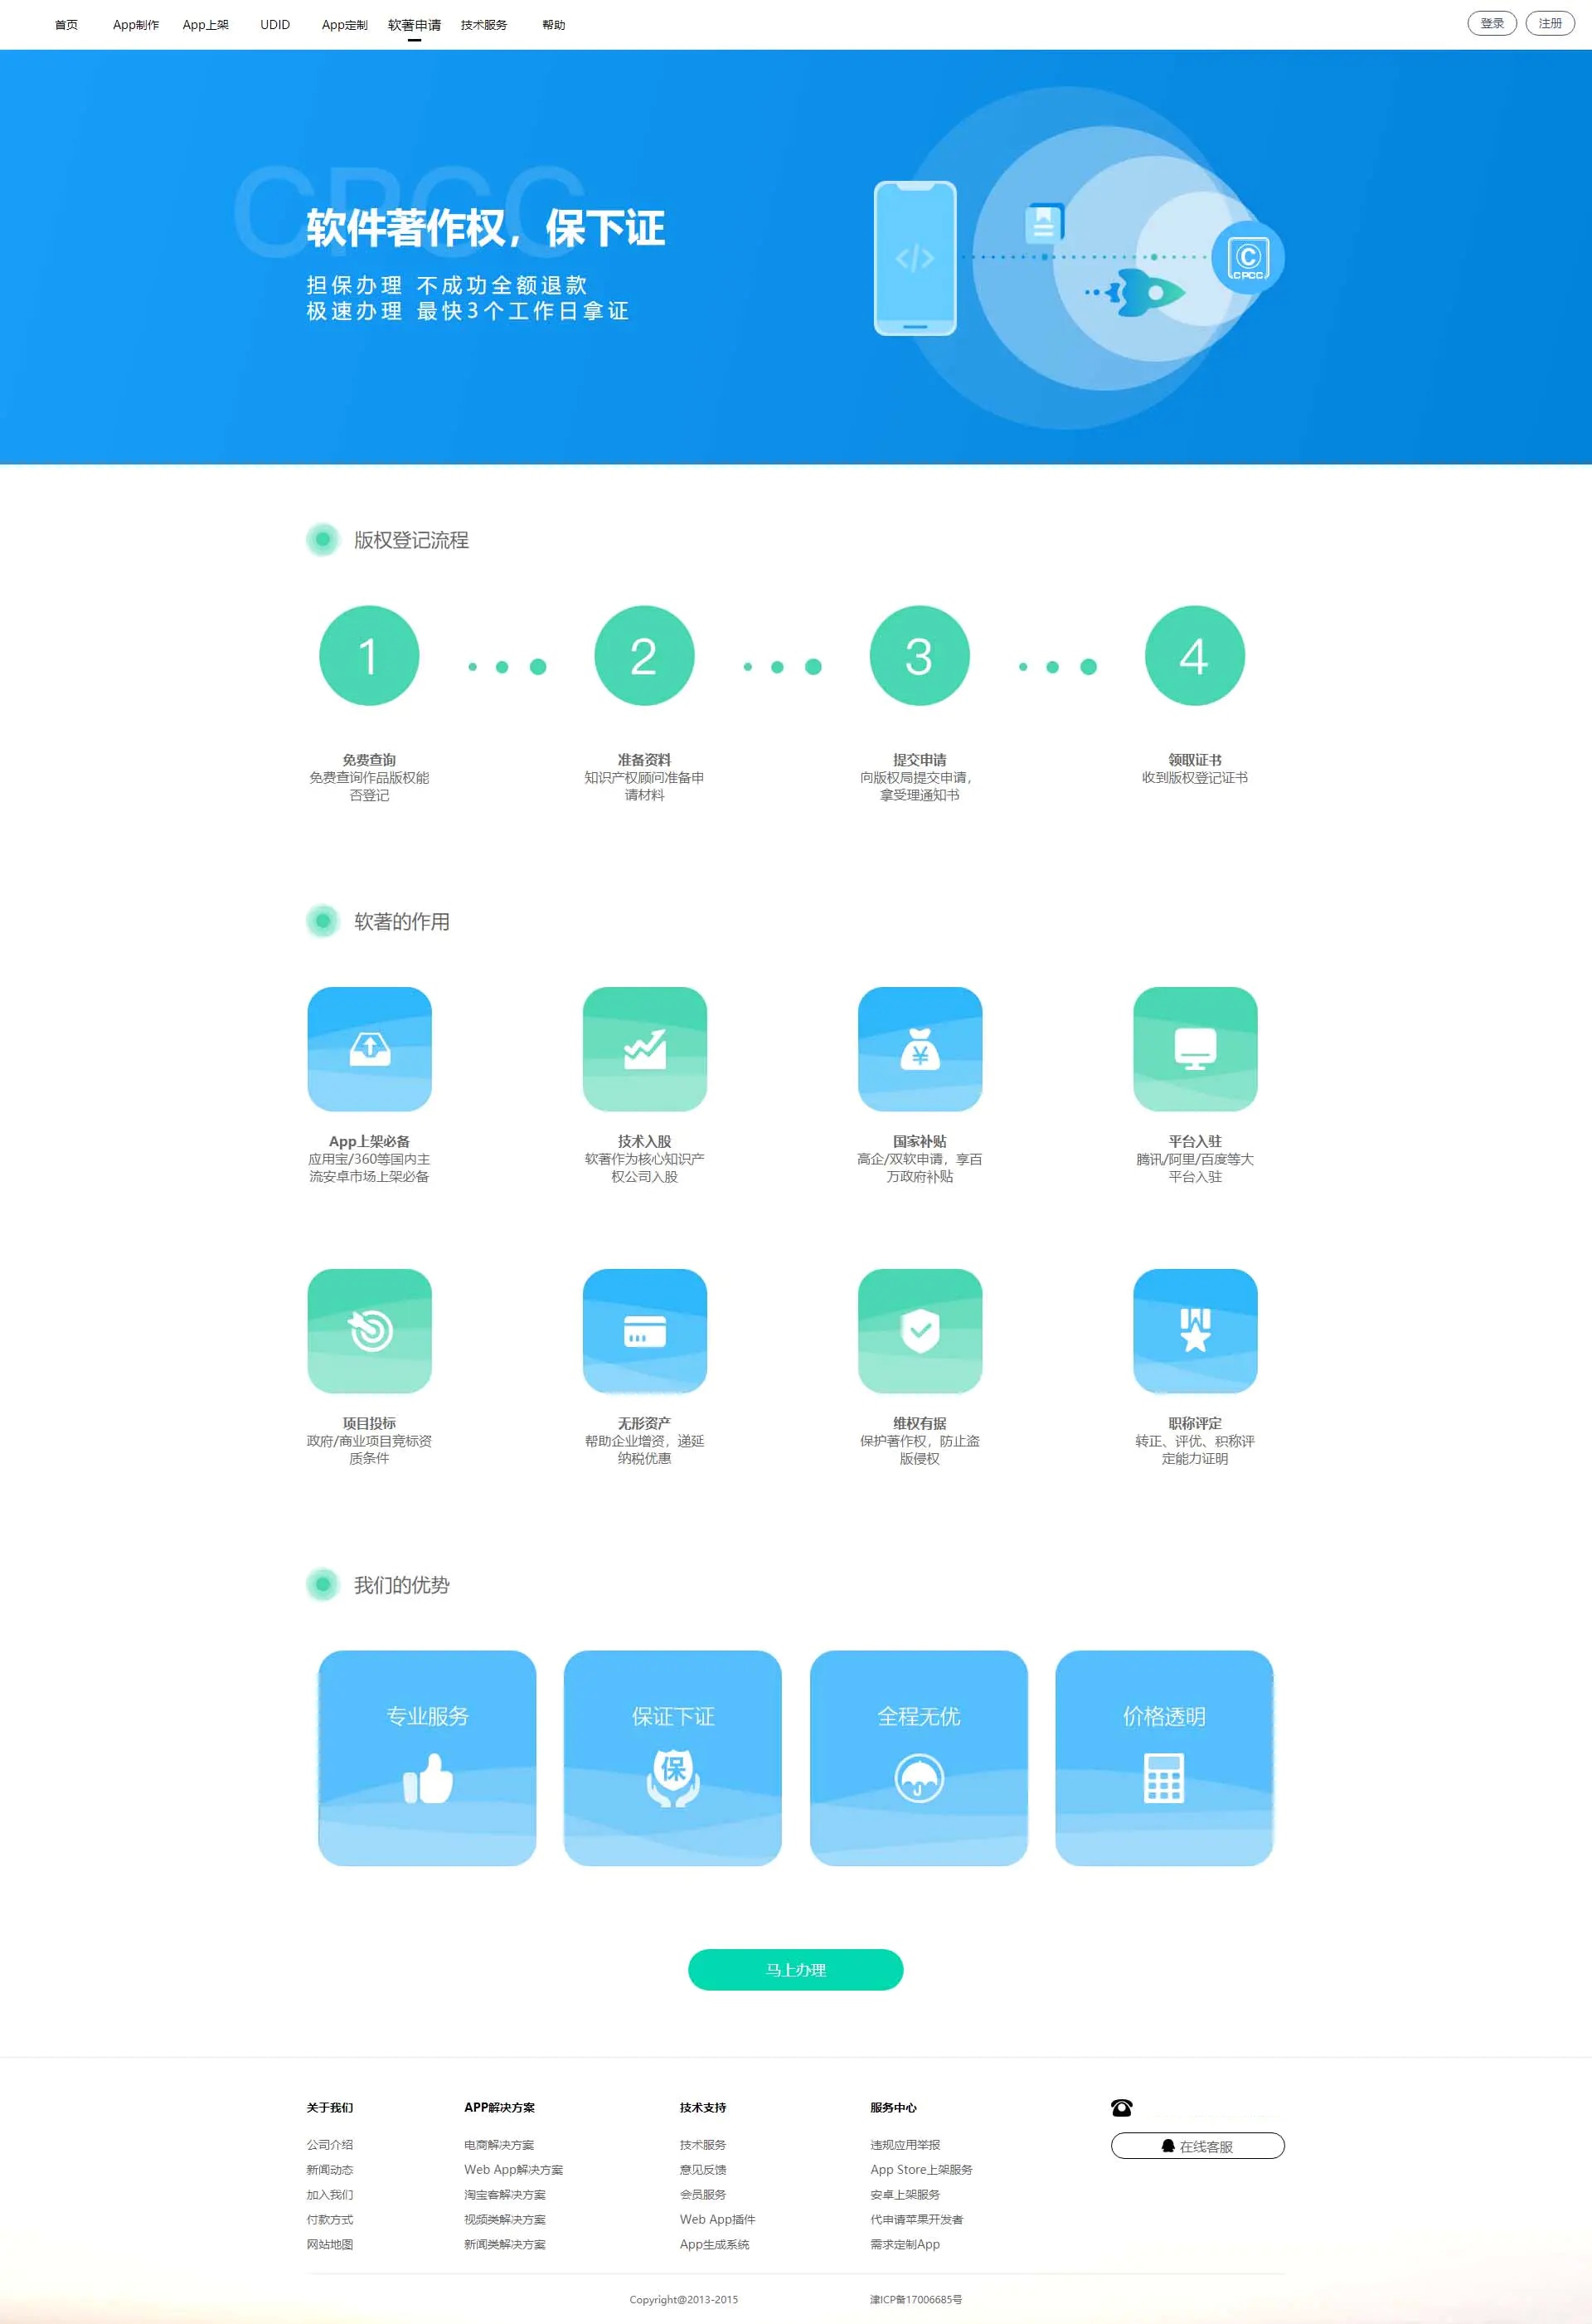 首页 App制作 App上架 UDID App定制 软著申请 技术服务 帮助 登录 注册
CPCC
软件著作权，保下证
担保办理 不成功全额退款
极速办理 最快3个工作日拿证
</>
C
CPCC
版权登记流程
1 2 3 4
免费查询
免费查询作品版权能
否登记
准备资料
知识产权顾问准备申
请材料
提交申请
向版权局提交申请，
拿受理通知书
领取证书
收到版权登记证书
软著的作用
¥
App上架必备
应用宝/360等国内主
流安卓市场上架必备
技术入股
软著作为核心知识产
权公司入股
国家补贴
高企/双软申请，享百
万政府补贴
平台入驻
腾讯/阿里/百度等大
平台入驻
项目投标
政府/商业项目竞标资
质条件
无形资产
帮助企业增资，递延
纳税优惠
维权有据
保护著作权，防止盗
版侵权
职称评定
转正、评优、积称评
定能力证明
我们的优势
专业服务
保证下证
保
全程无优
价格透明
马上办理
关于我们
公司介绍
新闻动态
加入我们
付款方式
网站地图
APP解决方案
电商解决方案
Web App解决方案
淘宝客解决方案
视频类解决方案
新闻类解决方案
技术支持
技术服务
意见反馈
会员服务
Web App插件
App生成系统
服务中心
违规应用举报
App Store上架服务
安卓上架服务
代申请苹果开发者
需求定制App
在线客服
Copyright@2013-2015 津ICP备17006685号